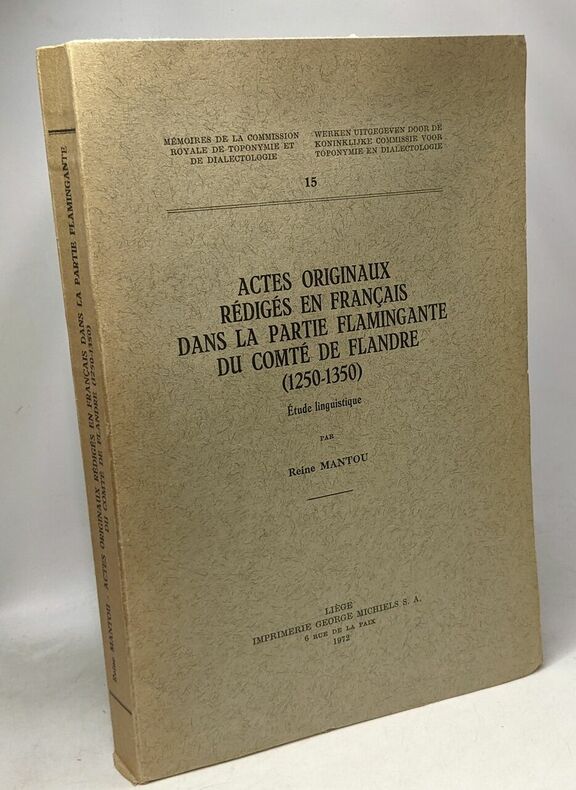 MÉMOIRES DE LA COMMISSION
ROYALE DE TOPONYMIE ET
DE DIALECTOLOGIE
WERKEN UITGEGEVEN DOOR DE
KONINKLIJKE COMMISSIE VOOR
TOPONYMIE EN DIALECTOLOGIE
15
ACTES ORIGINAUX
RÉDIGÉS EN FRANÇAIS
DANS LA PARTIE FLAMINGANTE
DU COMTÉ DE FLANDRE
(1250-1350)
Étude linguistique
PAR
Reine MANTOU
LIÉGE
IMPRIMERIE GEORGE MICHIELS S. A.
6 RUE DE LA PAIX
1972
Reine MANTOU - ACTES ORIGINAUX RÉDIGÉS EN FRANÇAIS DANS LA PARTIE FLAMINGANTE
DU COMTÉ DE FLANDRE (1250-1350)